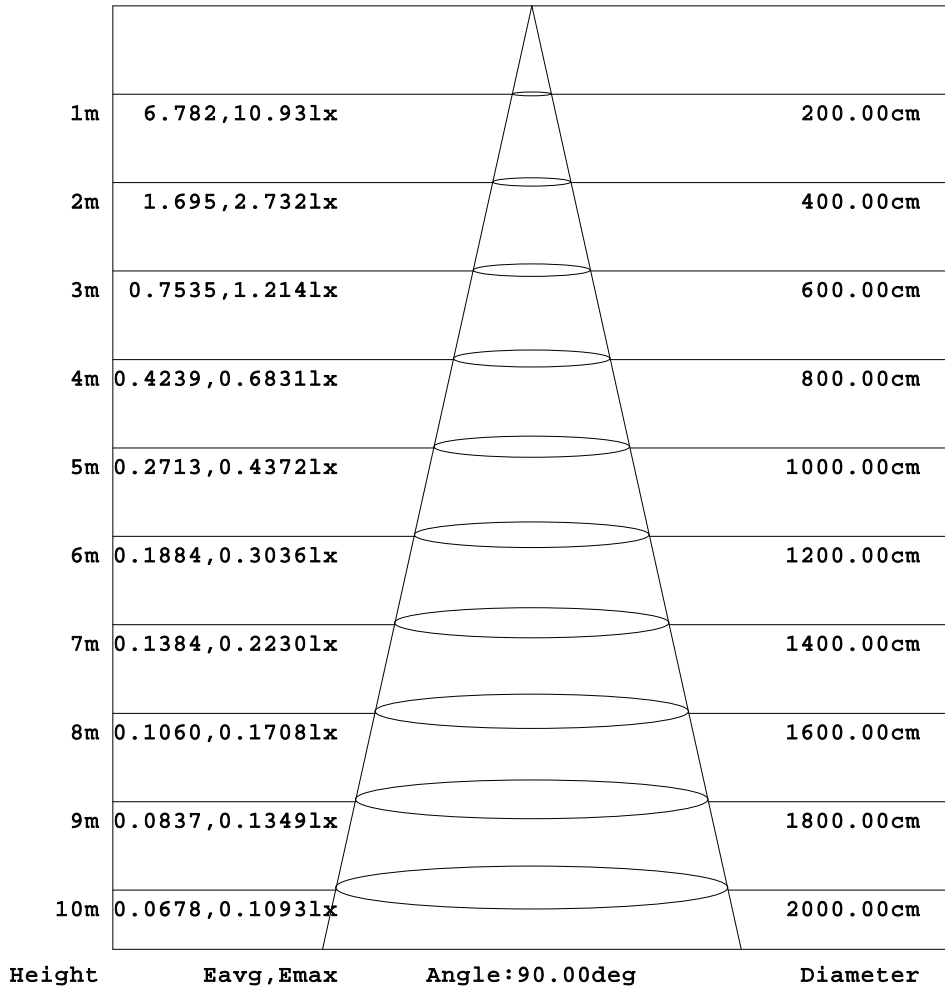 1m 6.782,10.93lx 200.00cm
2m 1.695,2.732lx 400.00cm
3m 0.7535,1.214lx 600.00cm
4m 0.4239,0.6831lx 800.00cm
5m 0.2713,0.4372lx 1000.00cm
6m 0.1884,0.3036lx 1200.00cm
7m 0.1384,0.2230lx 1400.00cm
8m 0.1060,0.1708lx 1600.00cm
9m 0.0837,0.1349lx 1800.00cm
10m 0.0678,0.1093lx 2000.00cm
Height Eavg,Emax Angle:90.00deg Diameter